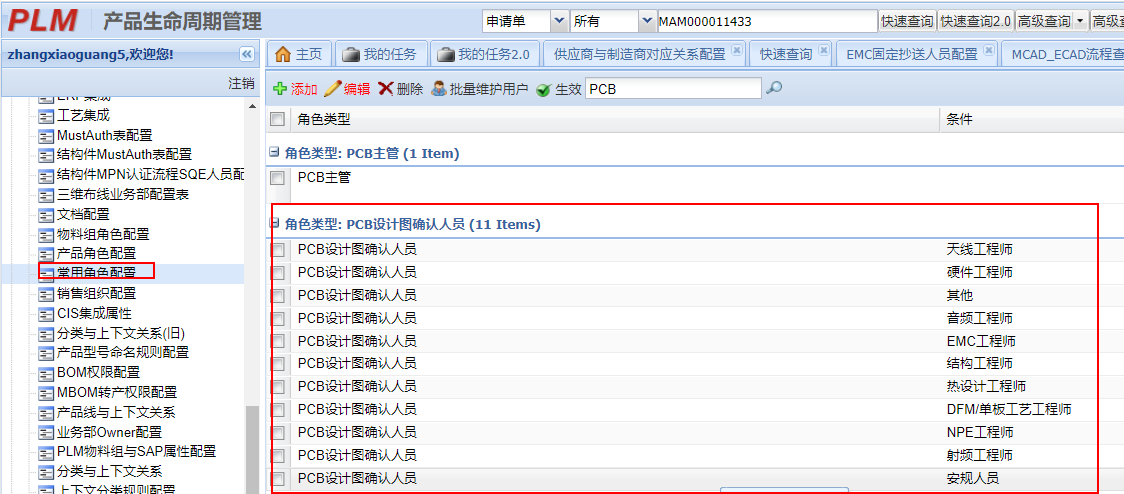 PLM 产品生命周期管理
申请单 所有 MAM000011433 快速查询 快速查询2.0 高级查询 高级
zhangxiaoguang5,欢迎您!
主页 我的任务 我的任务2.0 供应商与制造商对应关系配置 快速查询 EMC固定抄送人员配置 MCAD_ECAD流程查
注销
添加 编辑 删除 批量维护用户 生效 PCB
ERP集成
工艺集成
MustAuth表配置
结构件MustAuth表配置
结构件MPN认证流程SQE人员配
三维布线业务部配置表
文档配置
物料组角色配置
产品角色配置
常用角色配置
销售组织配置
CIS集成属性
分类与上下文关系(旧)
产品型号命名规则配置
BOM权限配置
MBOM转产权限配置
产品线与上下文关系
业务部Owner配置
PLM物料组与SAP属性配置
分类与上下文关系
上下文分类规则配置
角色类型 条件
角色类型: PCB主管 (1 Item)
PCB主管
角色类型: PCB设计图确认人员 (11 Items)
PCB设计图确认人员 天线工程师
PCB设计图确认人员 硬件工程师
PCB设计图确认人员 其他
PCB设计图确认人员 音频工程师
PCB设计图确认人员 EMC工程师
PCB设计图确认人员 结构工程师
PCB设计图确认人员 热设计工程师
PCB设计图确认人员 DFM/单板工艺工程师
PCB设计图确认人员 NPE工程师
PCB设计图确认人员 射频工程师
PCB设计图确认人员 安规人员